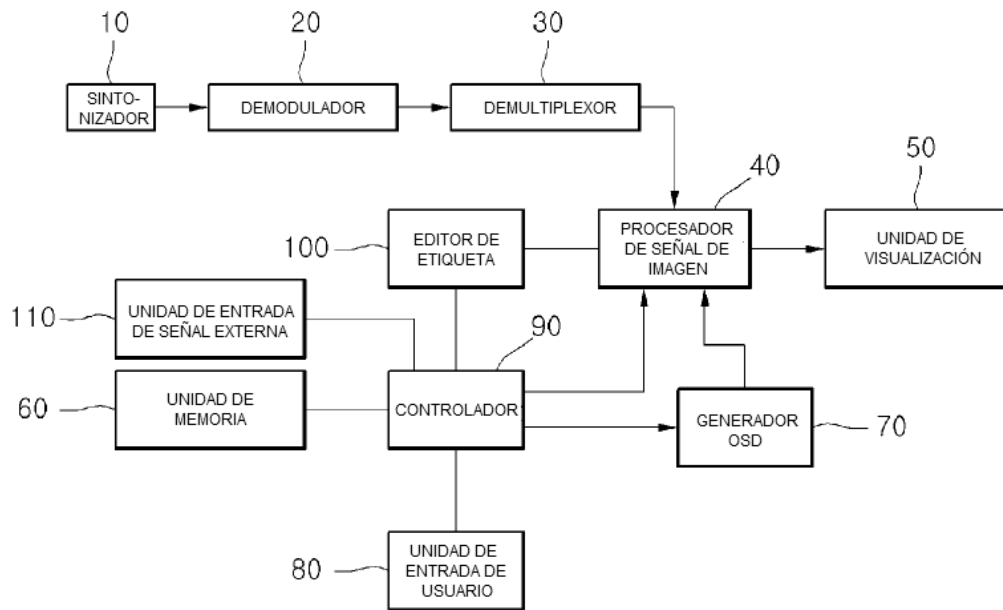 10
20
30
SINTO-
NIZADOR
DEMODULADOR
DEMULTIPLEXOR
40
50
100
EDITOR DE
ETIQUETA
PROCESADOR
DE SEÑAL DE
IMAGEN
UNIDAD DE
VISUALIZACIÓN
110
UNIDAD DE ENTRADA
DE SEÑAL EXTERNA
90
60
UNIDAD DE
MEMORIA
CONTROLADOR
GENERADOR
OSD
70
80
UNIDAD DE
ENTRADA DE
USUARIO